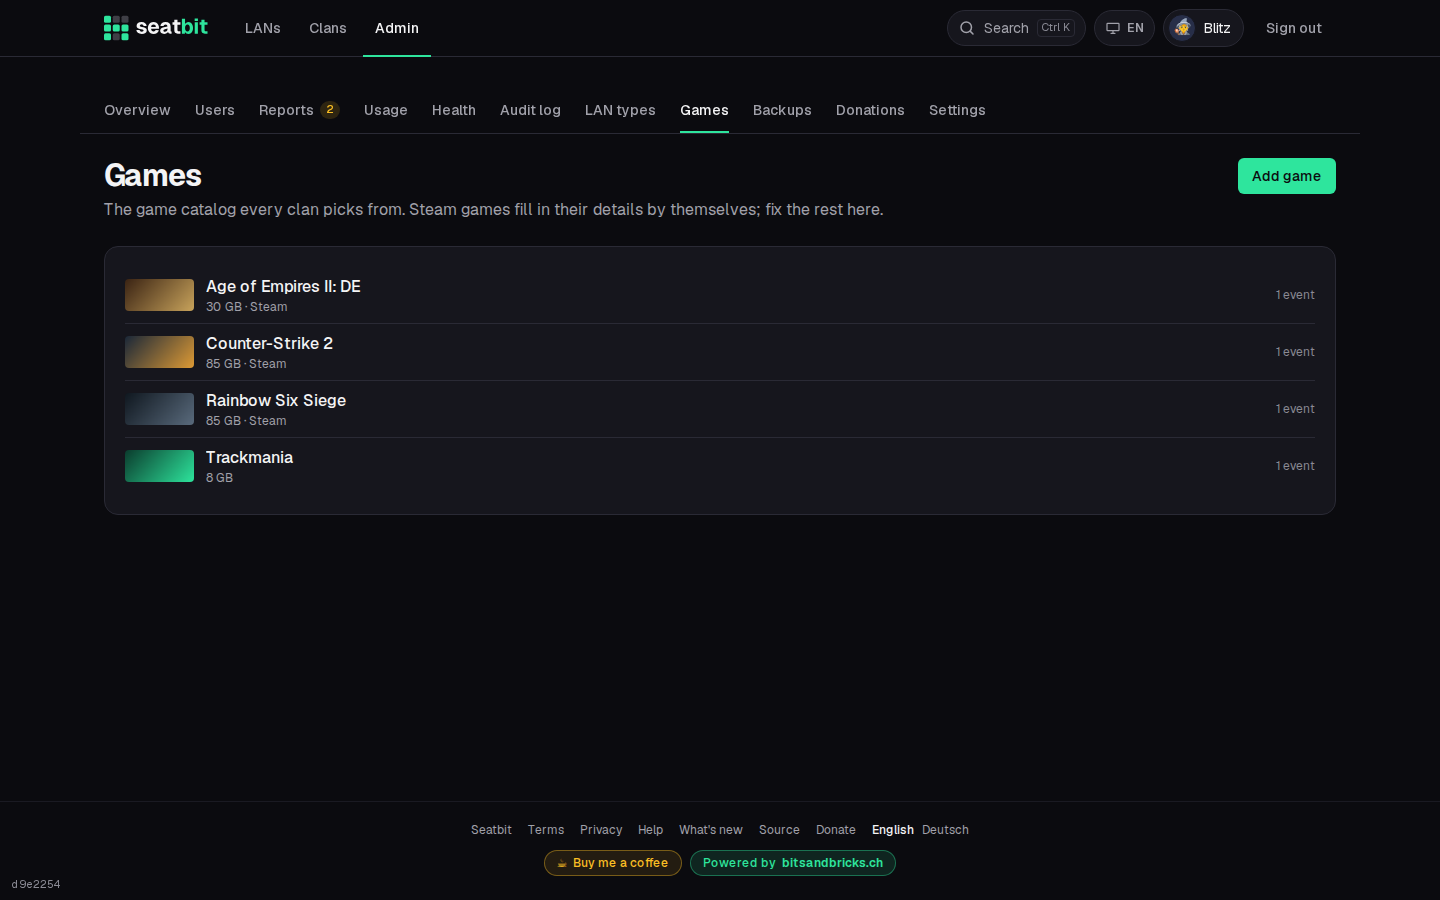 seatbit LANs Clans Admin Search Ctrl K EN Blitz Sign out
Overview Users Reports 2 Usage Health Audit log LAN types Games Backups Donations Settings
Games
Add game
The game catalog every clan picks from. Steam games fill in their details by themselves; fix the rest here.
Age of Empires II: DE
30 GB · Steam
1 event
Counter-Strike 2
85 GB · Steam
1 event
Rainbow Six Siege
85 GB · Steam
1 event
Trackmania
8 GB
1 event
Seatbit Terms Privacy Help What's new Source Donate English Deutsch
Buy me a coffee Powered by bitsandbricks.ch
d9e2254